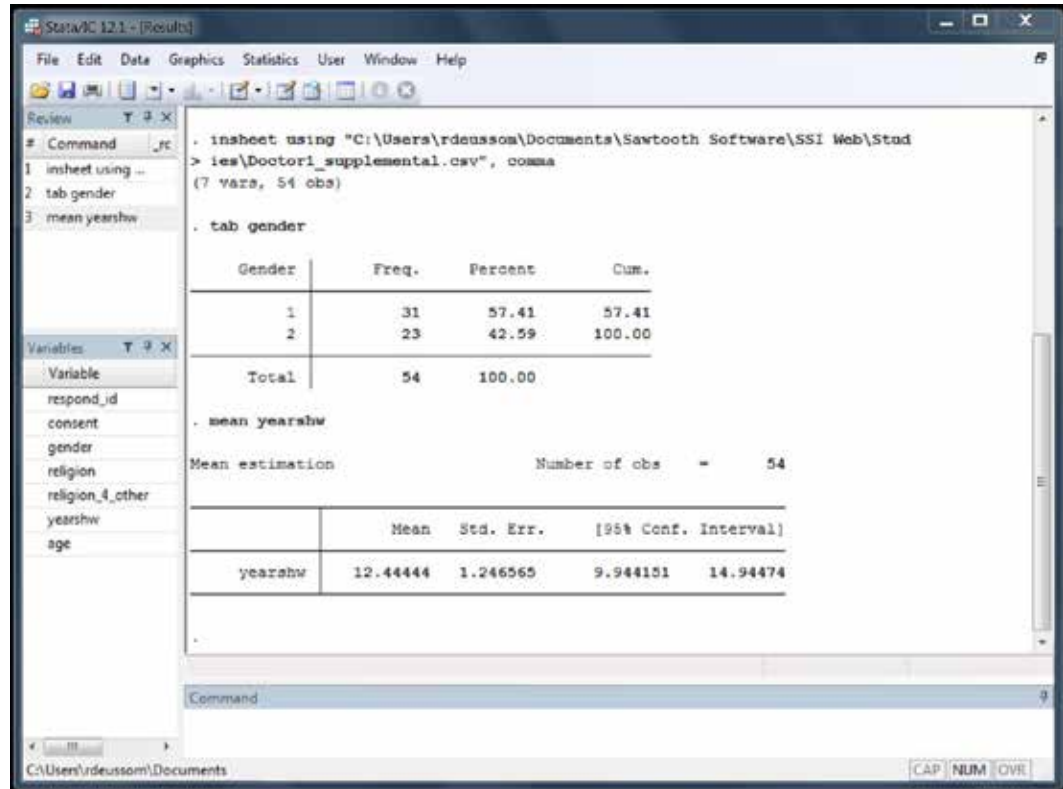 Stata/IC 12.1 - [Results]
File Edit Data Graphics Statistics User Window Help
Review
# Command _rc
1 insheet using ...
2 tab gender
3 mean yearshw
Variables
Variable
respond_id
consent
gender
religion
religion_4_other
yearshw
age
. insheet using "C:\Users\rdeussom\Documents\Sawtooth Software\SSI Web\Stud
> ies\Doctor1_supplemental.csv", comma
(7 vars, 54 obs)
. tab gender
Gender Freq. Percent Cum.
1 31 57.41 57.41
2 23 42.59 100.00
Total 54 100.00
. mean yearshw
Mean estimation Number of obs = 54
Mean Std. Err. [95% Conf. Interval]
yearshw 12.44444 1.246565 9.944151 14.94474
.
Command
C:\Users\rdeussom\Documents
CAP NUM OVR